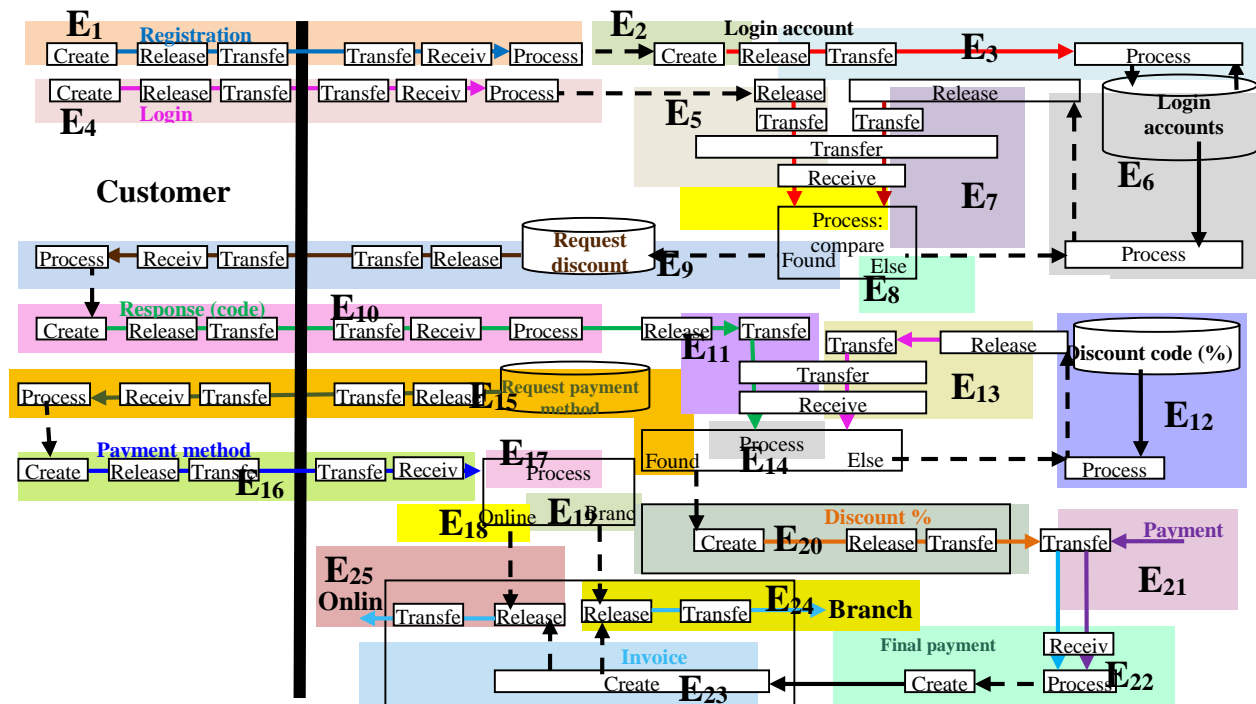 E1
Registration
Create
Release
Transfe
Transfe
Receiv
Process
E2
Login account
Create
Release
Transfe
E3
Process
Create
Release
Transfe
Transfe
Receiv
Process
E4
Login
E5
Release
Release
Transfe
Transfe
Transfer
Receive
E7
Login
accounts
E6
Customer
Process:
compare
Found
Else
E8
Process
Process
Receiv
Transfe
Transfe
Release
Request
discount
E9
Response (code)
E10
Create
Release
Transfe
Transfe
Receiv
Process
Release
Transfe
E11
Transfe
Release
Discount code (%)
Transfer
Receive
E13
E12
Process
Receiv
Transfe
Transfe
Release
E15
Request payment
method
Process
E14
Found
Else
Process
Payment method
Create
Release
Transfe
E16
Transfe
Receiv
E17
Process
Online
E18
E19
Branc
Discount %
Create
E20
Release
Transfe
Transfe
Payment
E21
E25
Onlin
Transfe
Release
Release
Transfe
E24
Branch
Final payment
Receiv
Invoice
Create
E23
Create
Process
E22